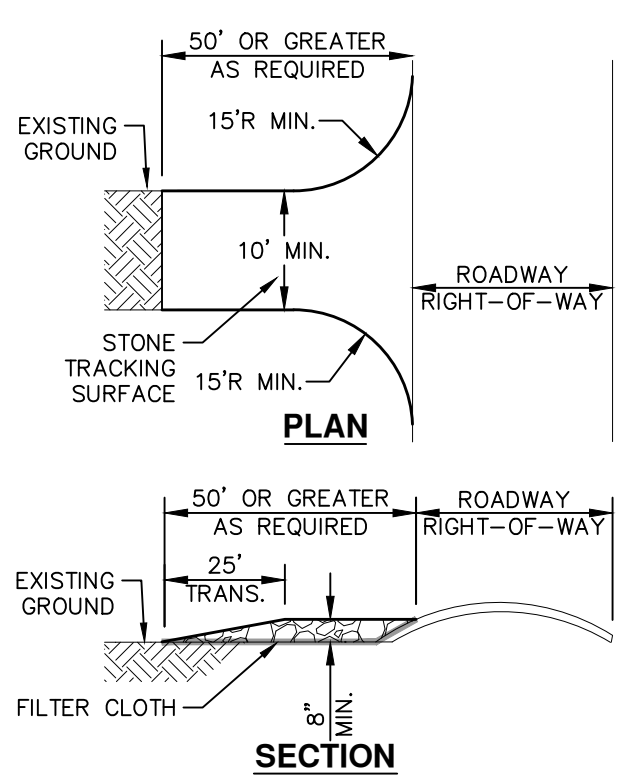 50' OR GREATER
AS REQUIRED
15'R MIN.
EXISTING
GROUND
10' MIN.
ROADWAY
RIGHT-OF-WAY
STONE
TRACKING
SURFACE
15'R MIN.
PLAN
50' OR GREATER
AS REQUIRED
ROADWAY
RIGHT-OF-WAY
25'
TRANS.
EXISTING
GROUND
FILTER CLOTH
8"
MIN.
SECTION